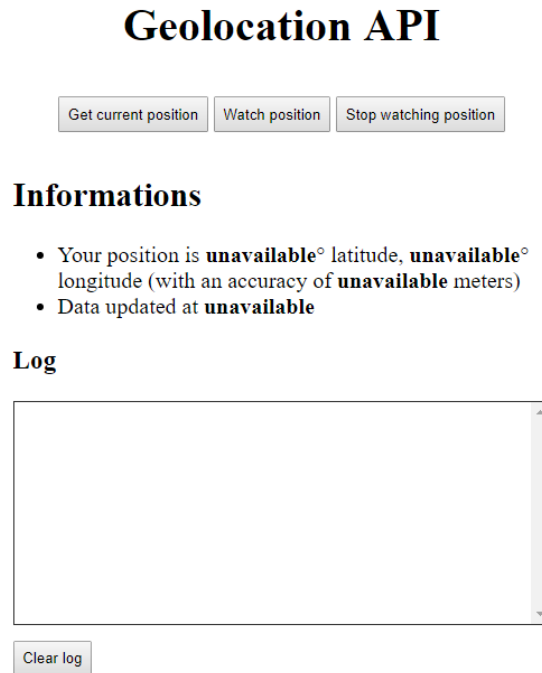 Geolocation API
Get current position Watch position Stop watching position
Informations
• Your position is unavailable° latitude, unavailable°
longitude (with an accuracy of unavailable meters)
• Data updated at unavailable
Log
Clear log